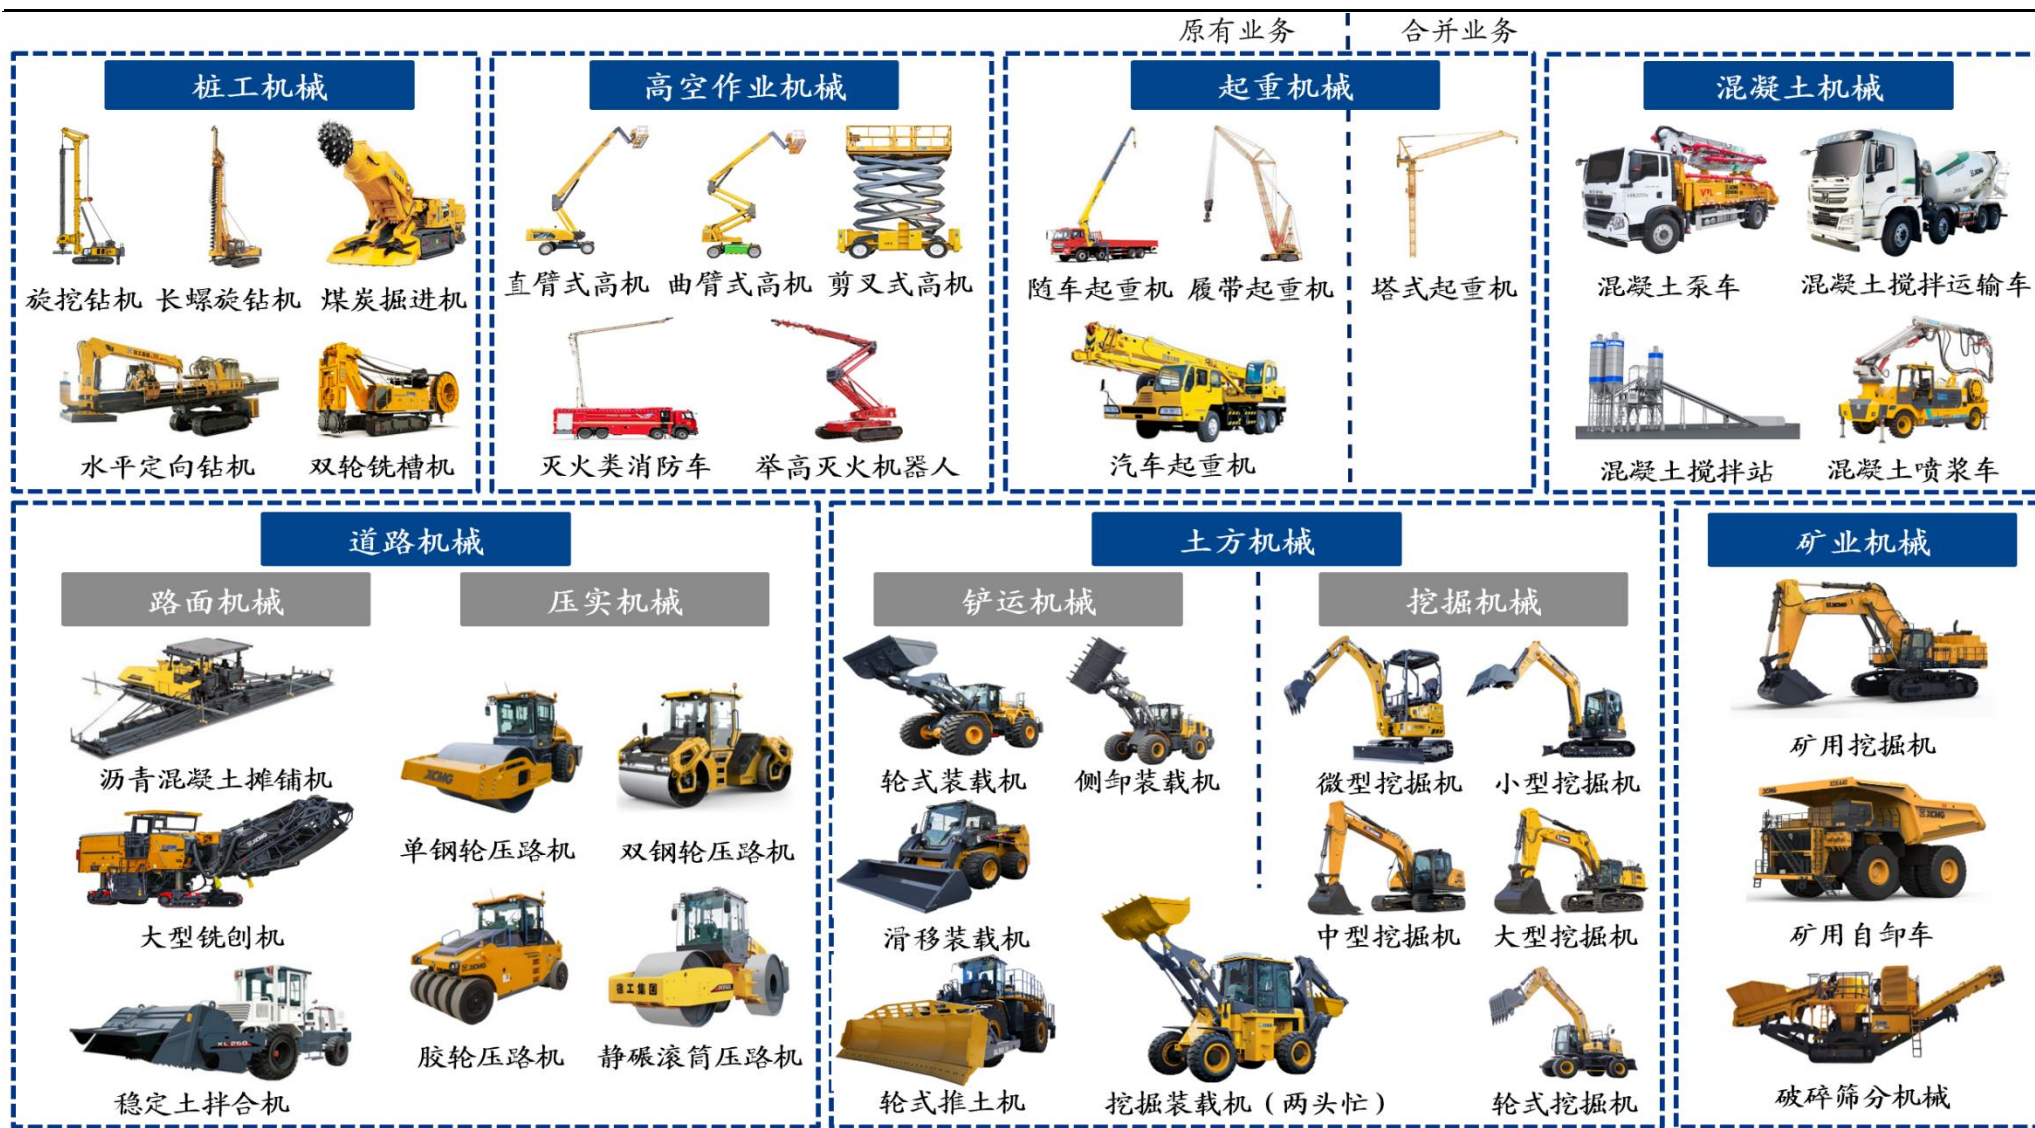 原有业务 合并业务
桩工机械
旋挖钻机 长螺旋钻机 煤炭掘进机
水平定向钻机 双轮铣槽机
高空作业机械
直臂式高机 曲臂式高机 剪叉式高机
灭火类消防车 举高灭火机器人
起重机械
随车起重机 履带起重机 塔式起重机
汽车起重机
混凝土机械
混凝土泵车 混凝土搅拌运输车
混凝土搅拌站 混凝土喷浆车
道路机械
路面机械
沥青混凝土摊铺机
大型铣刨机
XL 250
稳定土拌合机
压实机械
XCMG
单钢轮压路机 双钢轮压路机
徐工集团
胶轮压路机 静碾滚筒压路机
土方机械
铲运机械
轮式装载机 侧卸装载机
滑移装载机
轮式推土机 挖掘装载机（两头忙）
挖掘机械
微型挖掘机 小型挖掘机
中型挖掘机 大型挖掘机
轮式挖掘机
矿业机械
XCMG
矿用挖掘机
XCMG
矿用自卸车
破碎筛分机械